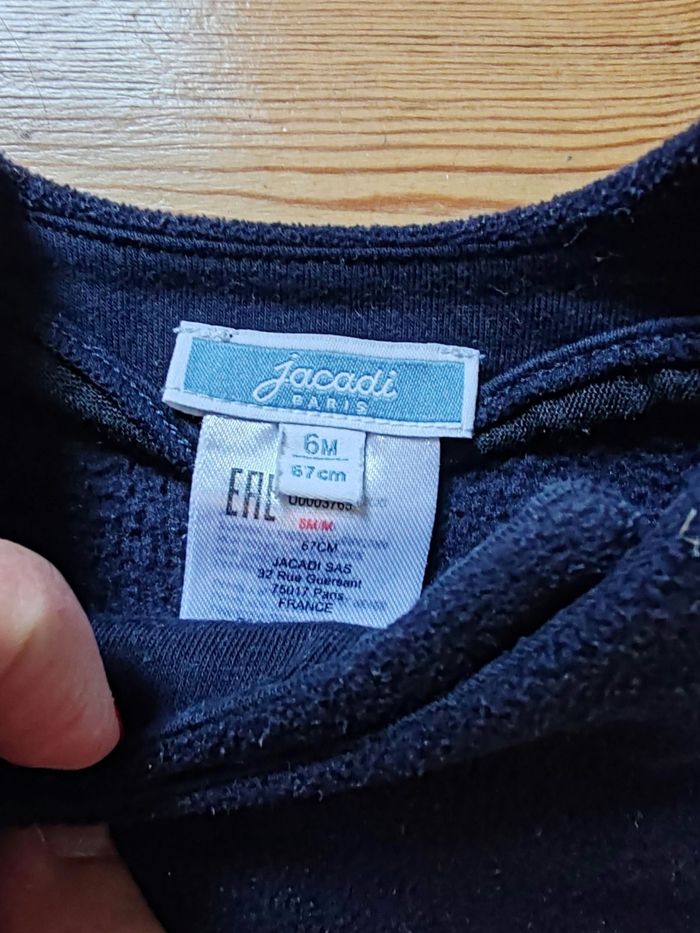 jacadi
PARIS
6M
67cm
EAC
00003765
6M/M
67CM
JACADI SAS
32 Rue Guersant
75017 Paris
FRANCE